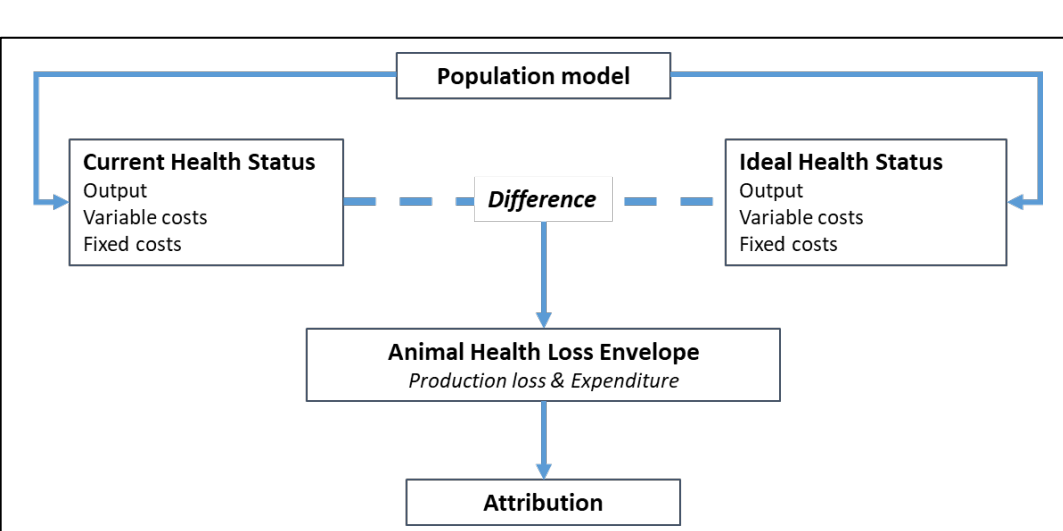 Population model
Current Health Status
Output
Variable costs
Fixed costs
Difference
Ideal Health Status
Output
Variable costs
Fixed costs
Animal Health Loss Envelope
Production loss & Expenditure
Attribution